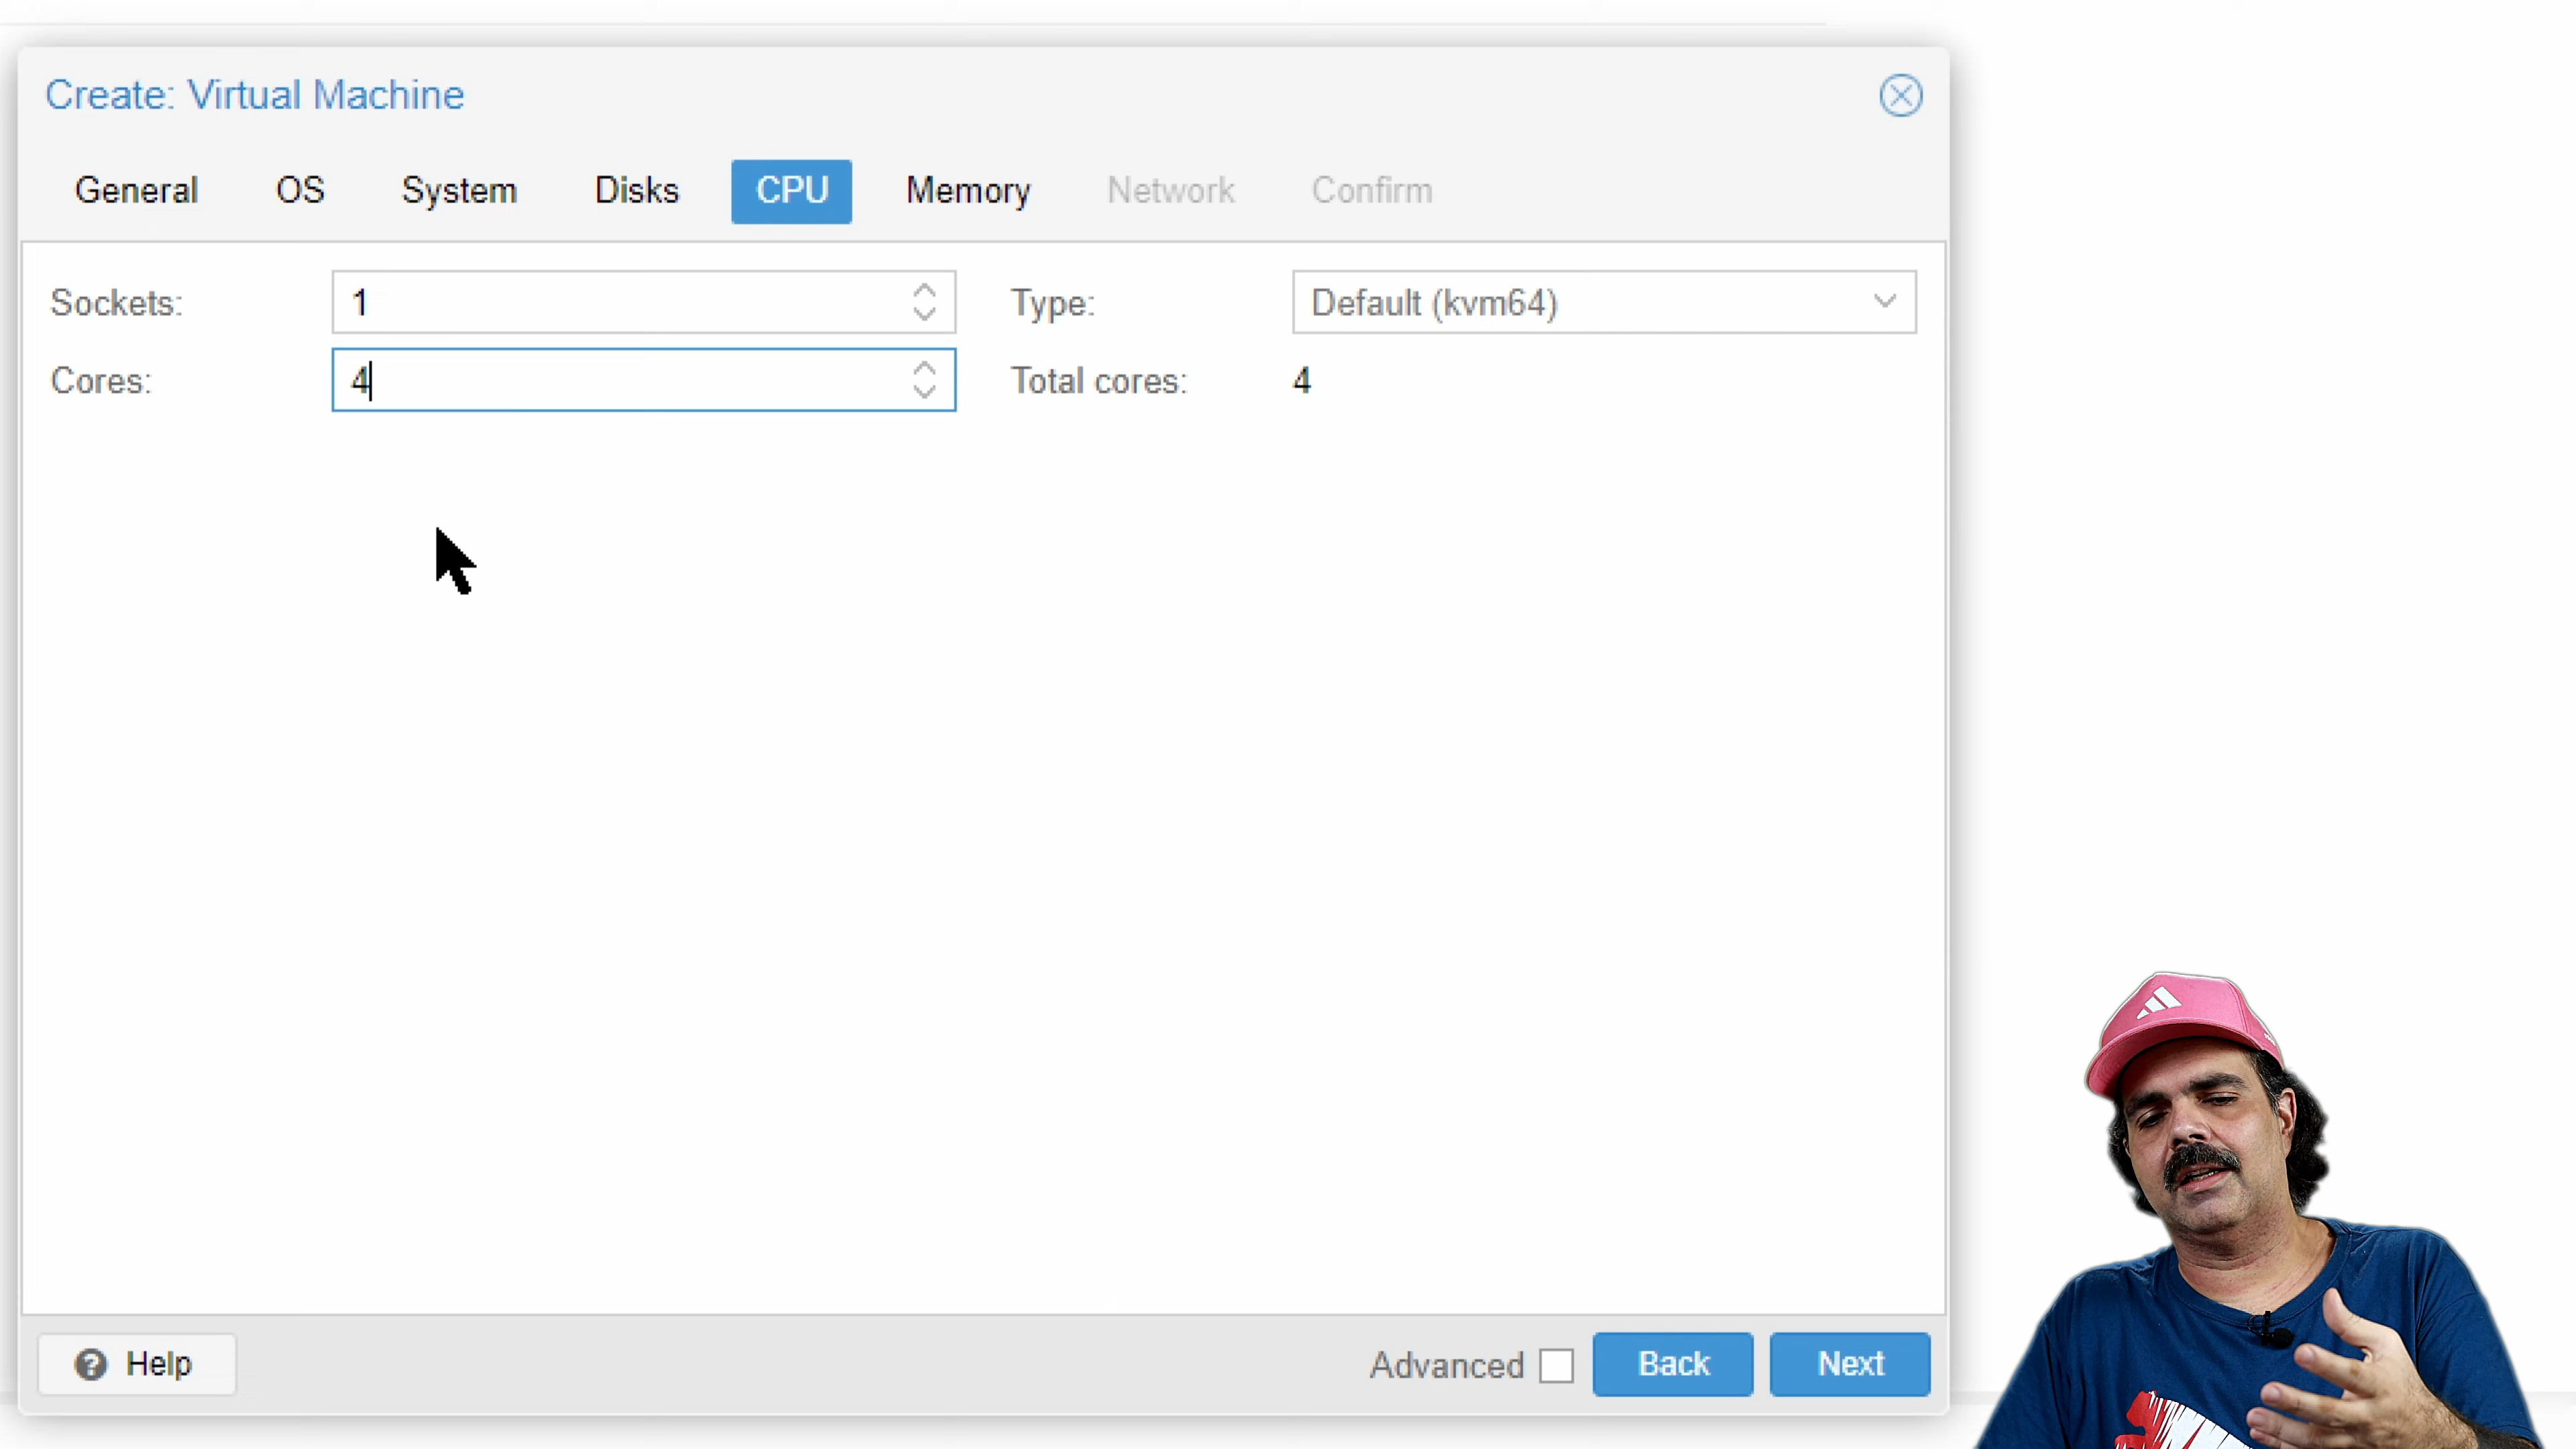 Create: Virtual Machine
General OS System Disks CPU Memory Network Confirm
Sockets: 1 Type: Default (kvm64)
Cores: 4 Total cores: 4
Help Advanced Back Next